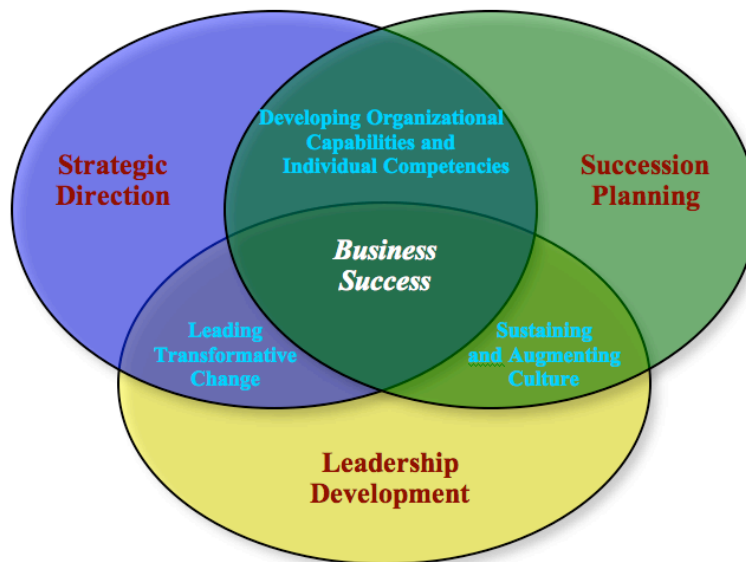 Developing Organizational
Capabilities and
Individual Competencies
Strategic
Direction
Succession
Planning
Business
Success
Leading
Transformative
Change
Sustaining
and Augmenting
Culture
Leadership
Development